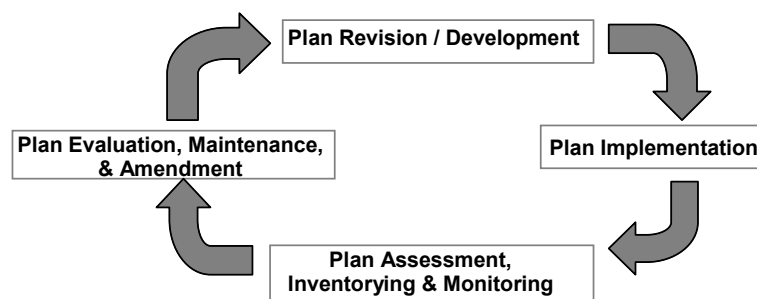 Plan Revision / Development
Plan Evaluation, Maintenance,
& Amendment
Plan Implementation
Plan Assessment,
Inventorying & Monitoring